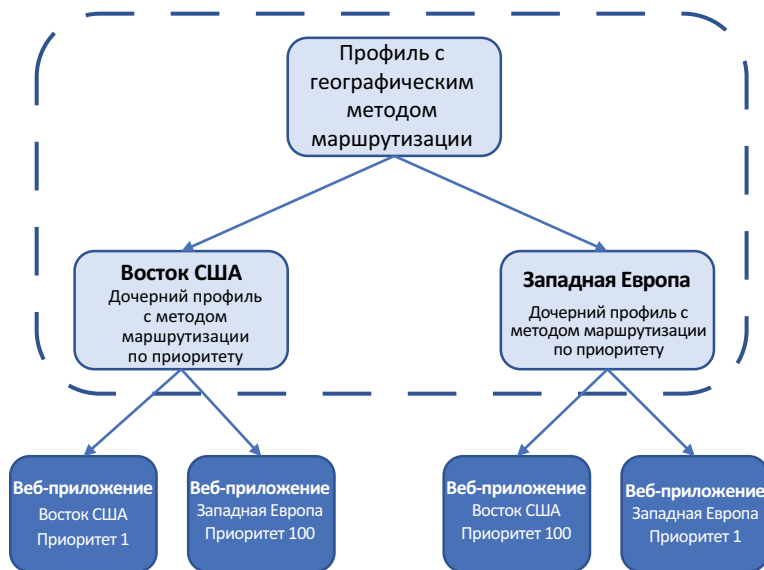 Профиль с
географическим
методом
маршрутизации
Восток США
Дочерний профиль
с методом
маршрутизации
по приоритету
Западная Европа
Дочерний профиль с
методом маршрутизации
по приоритету
Веб-приложение
Восток США
Приоритет 1
Веб-приложение
Западная Европа
Приоритет 100
Веб-приложение
Восток США
Приоритет 100
Веб-приложение
Западная Европа
Приоритет 1